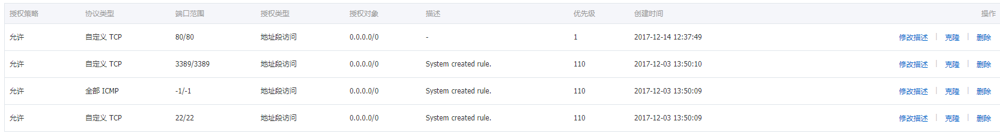 授权策略 协议类型 端口范围 授权类型 授权对象 描述 优先级 创建时间 操作
允许 自定义 TCP 80/80 地址段访问 0.0.0.0/0 - 1 2017-12-14 12:37:49 修改描述 | 克隆 | 删除
允许 自定义 TCP 3389/3389 地址段访问 0.0.0.0/0 System created rule. 110 2017-12-03 13:50:10 修改描述 | 克隆 | 删除
允许 全部 ICMP -1/-1 地址段访问 0.0.0.0/0 System created rule. 110 2017-12-03 13:50:09 修改描述 | 克隆 | 删除
允许 自定义 TCP 22/22 地址段访问 0.0.0.0/0 System created rule. 110 2017-12-03 13:50:09 修改描述 | 克隆 | 删除